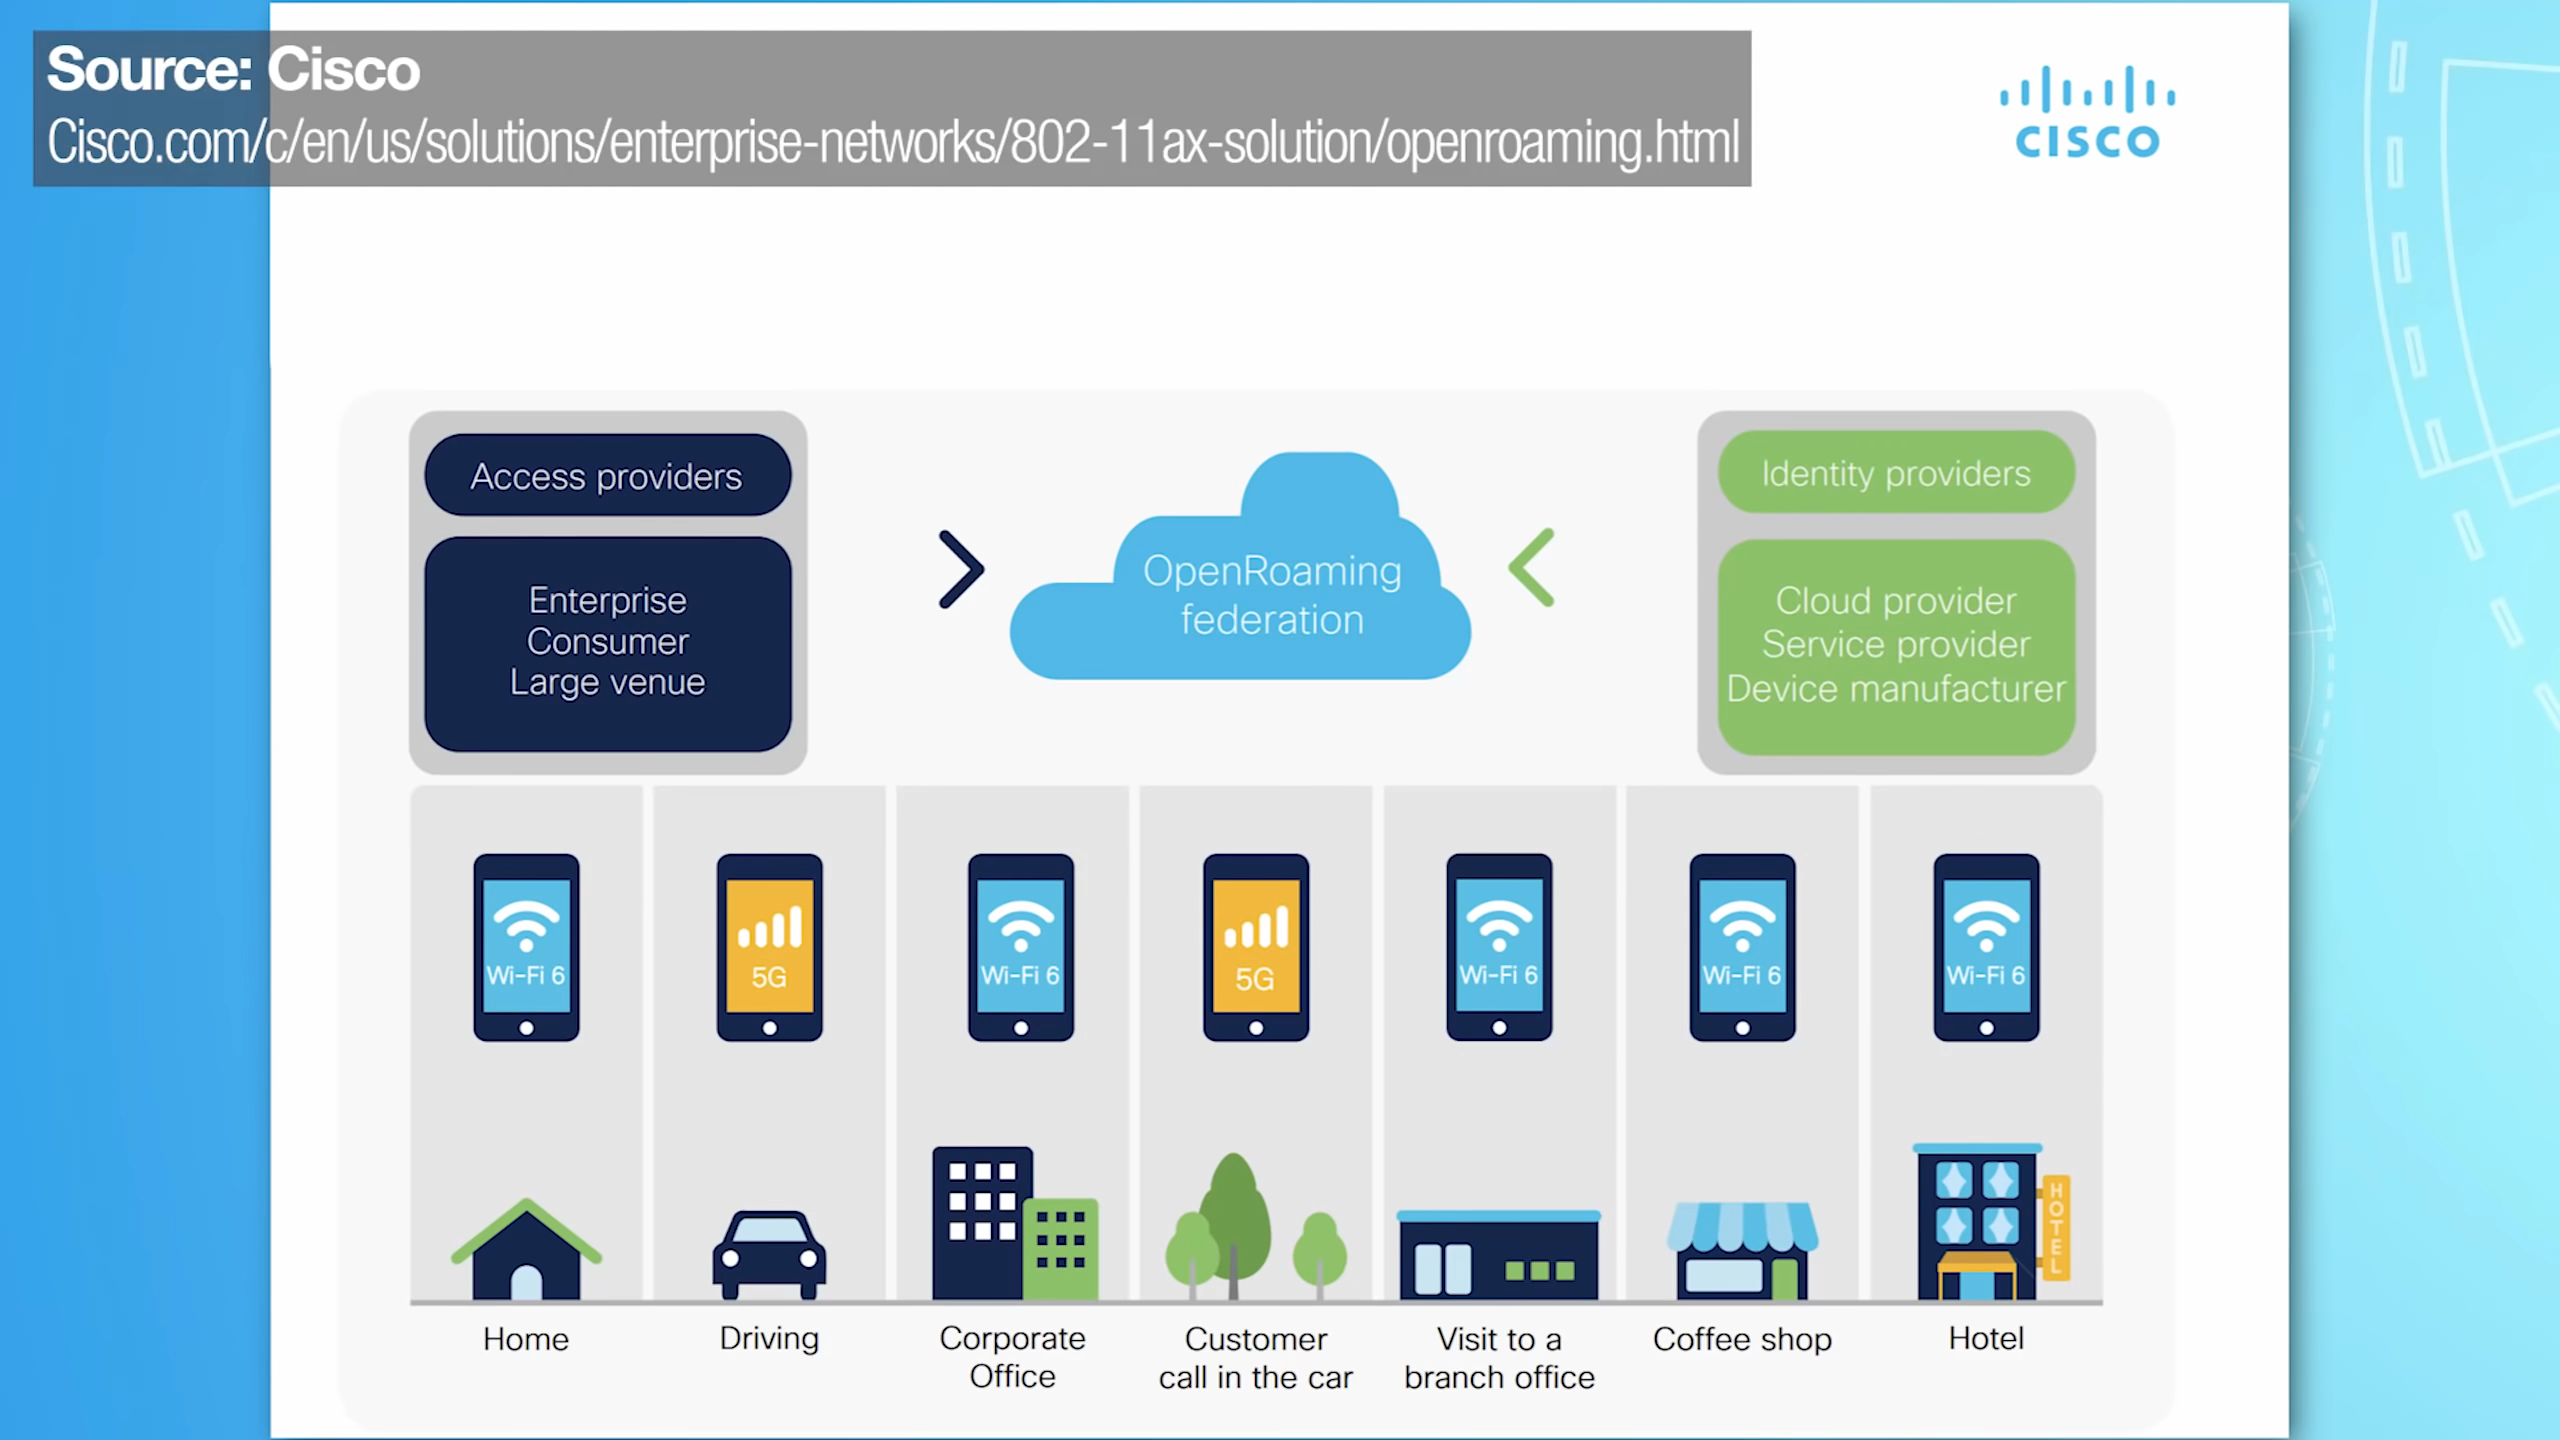 Source: Cisco
Cisco.com/c/en/us/solutions/enterprise-networks/802-11ax-solution/openroaming.html
CISCO
Access providers
Enterprise
Consumer
Large venue
OpenRoaming
federation
Identity providers
Cloud provider
Service provider
Device manufacturer
Wi-Fi 6
5G
Wi-Fi 6
5G
Wi-Fi 6
Wi-Fi 6
Wi-Fi 6
HOTEL
Home
Driving
Corporate
Office
Customer
call in the car
Visit to a
branch office
Coffee shop
Hotel